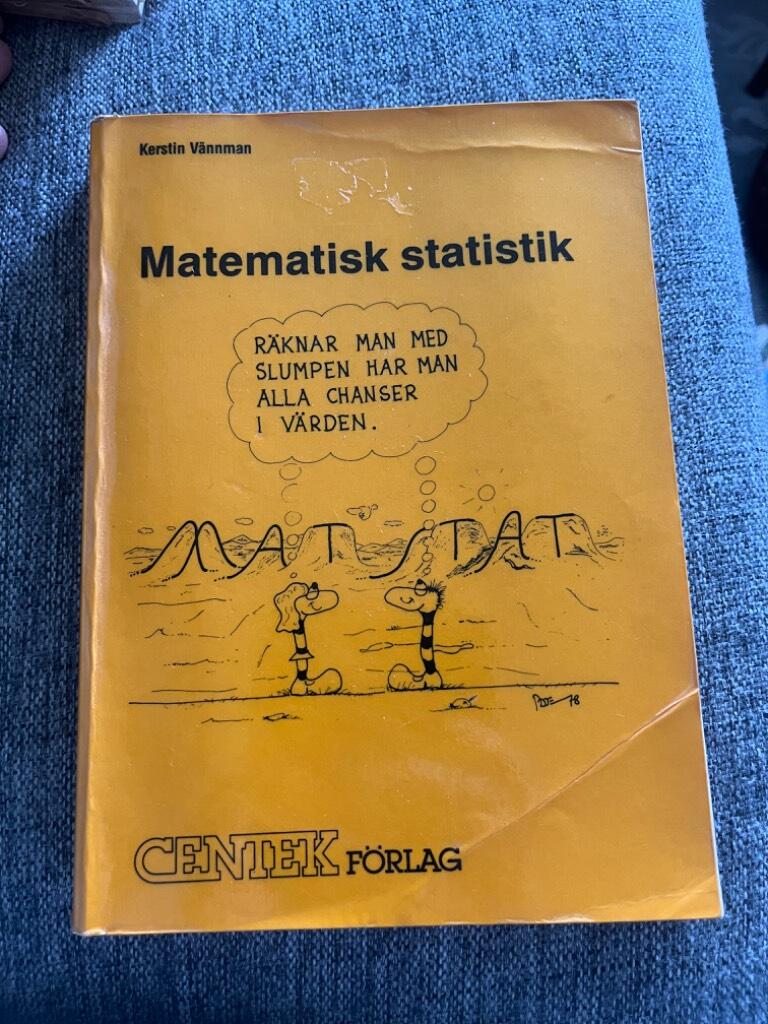 Kerstin Vännman
Matematisk statistik
RÄKNAR MAN MED
SLUMPEN HAR MAN
ALLA CHANSER
I VÄRDEN.
MATSTAT
CENTEK FÖRLAG